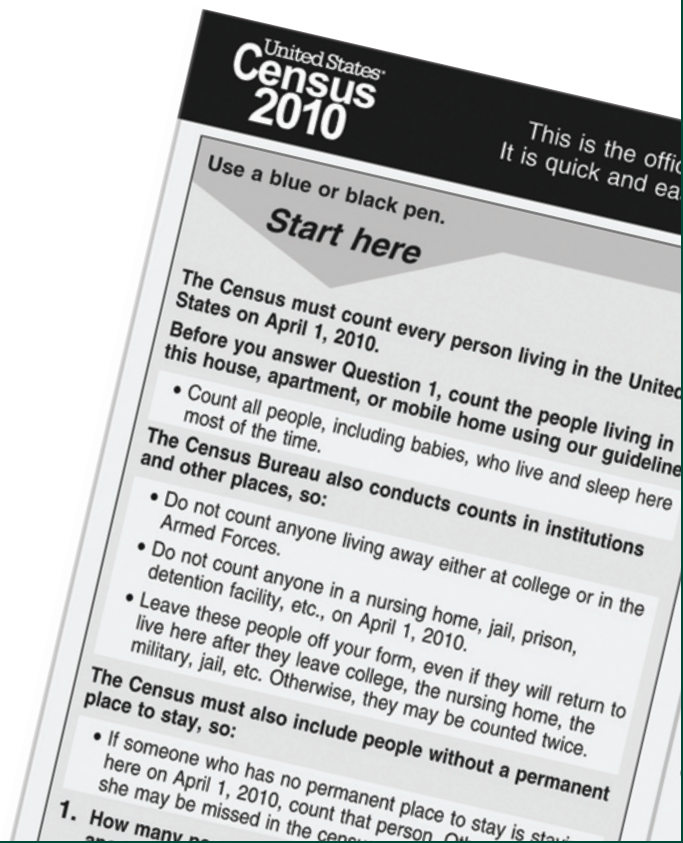 United States®
Census
2010
This is the offic
It is quick and ea
Use a blue or black pen.
Start here
The Census must count every person living in the United
States on April 1, 2010.
Before you answer Question 1, count the people living in
this house, apartment, or mobile home using our guideline
• Count all people, including babies, who live and sleep here
most of the time.
The Census Bureau also conducts counts in institutions
and other places, so:
• Do not count anyone living away either at college or in the
Armed Forces.
• Do not count anyone in a nursing home, jail, prison,
detention facility, etc., on April 1, 2010.
• Leave these people off your form, even if they will return to
live here after they leave college, the nursing home, the
military, jail, etc. Otherwise, they may be counted twice.
The Census must also include people without a permanent
place to stay, so:
• If someone who has no permanent place to stay is
here on April 1, 2010, count that person.
she may be missed in the
1. How many